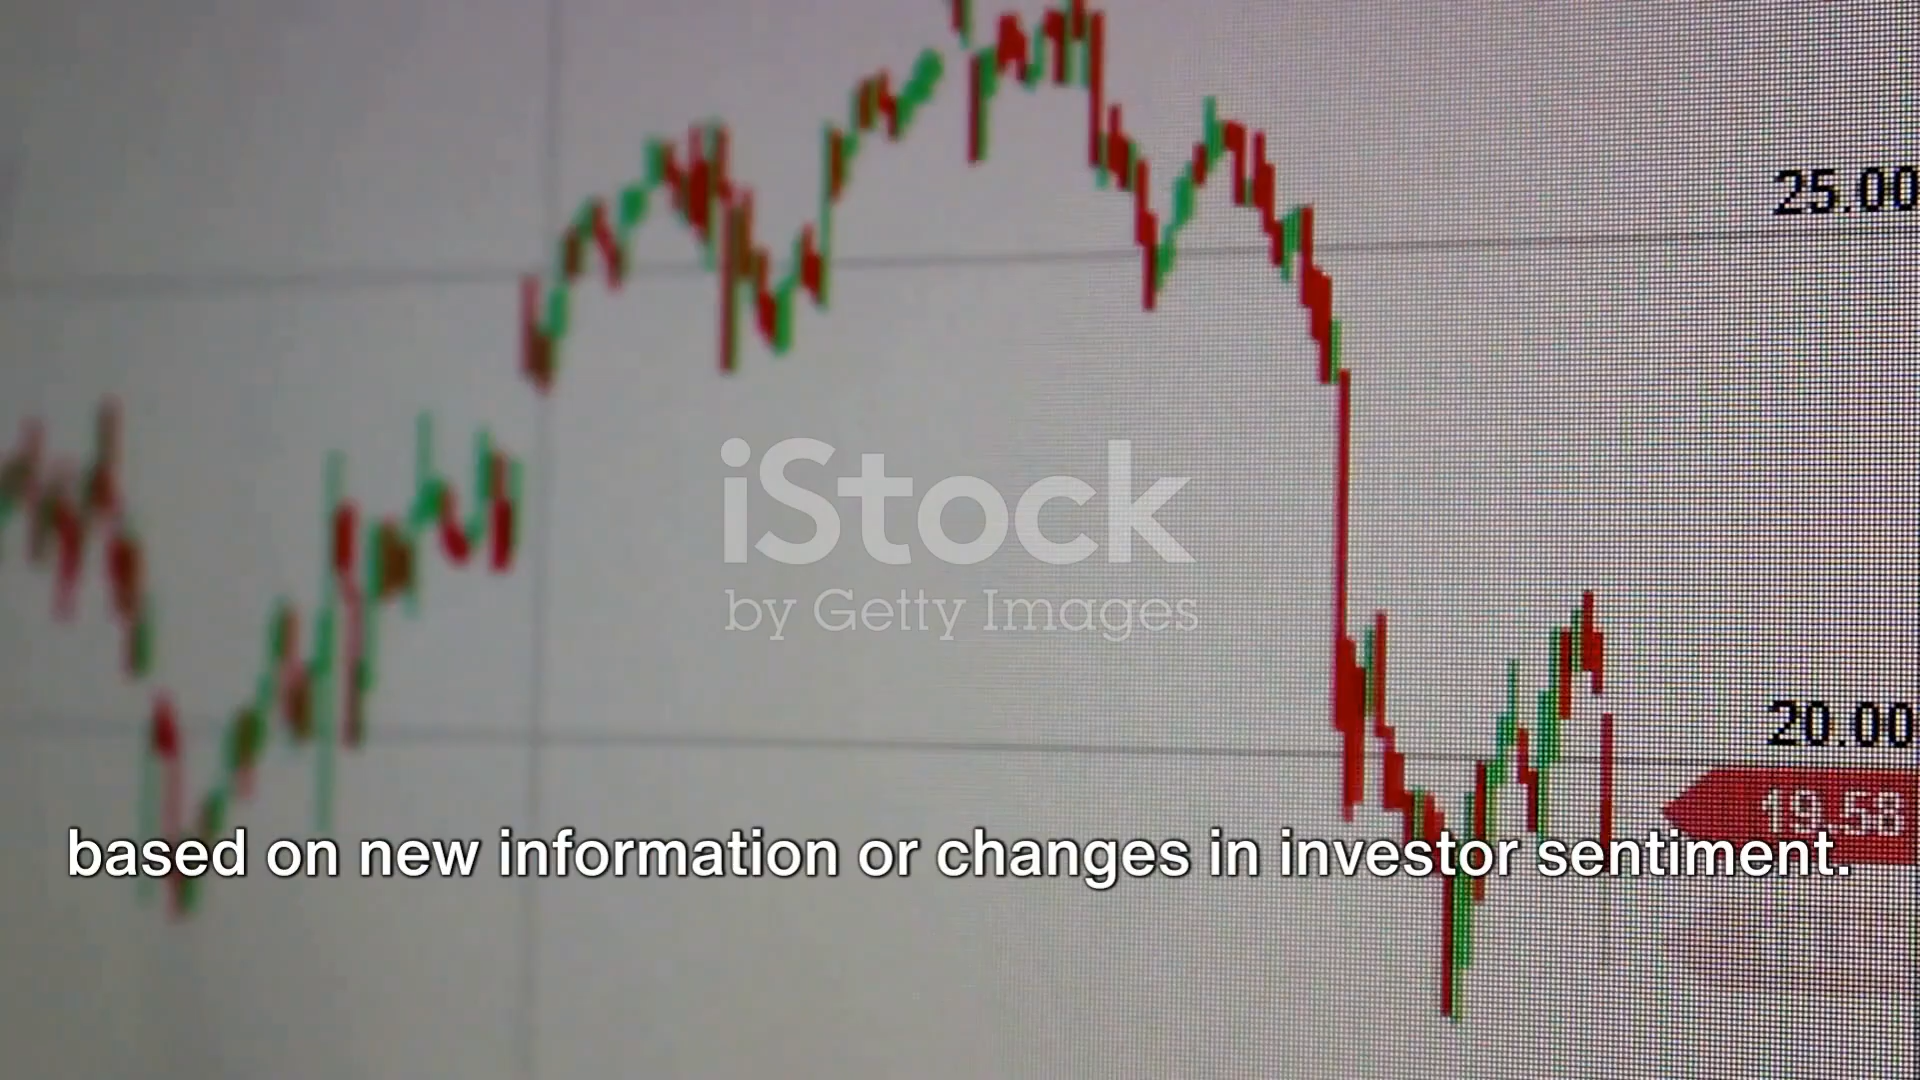 25.00
iStock
by Getty Images
20.00
19.58
based on new information or changes in investor sentiment.